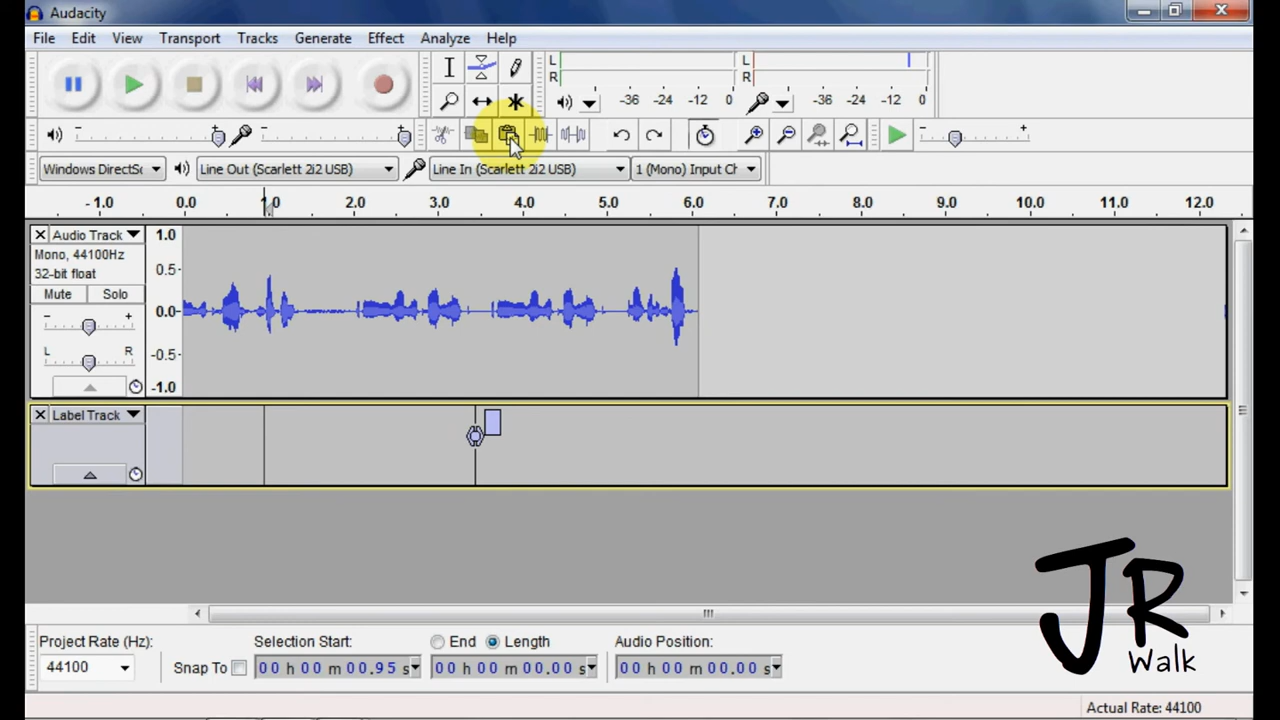 Audacity
File Edit View Transport Tracks Generate Effect Analyze Help
L
R
-36 -24 -12 0
L
R
-36 -24 -12 0
Windows DirectSo
Line Out (Scarlett 2i2 USB)
Line In (Scarlett 2i2 USB)
1 (Mono) Input Ch
- 1.0 0.0 1.0 2.0 3.0 4.0 5.0 6.0 7.0 8.0 9.0 10.0 11.0 12.0
Audio Track
Mono, 44100Hz
32-bit float
Mute Solo
- +
L R
1.0
0.5-
0.0-
-0.5-
-1.0
Label Track
JR
Walk
Project Rate (Hz):
44100
Snap To
Selection Start:
00 h 00 m 00.95 s
End Length
00 h 00 m 00.00 s
Audio Position:
00 h 00 m 00.00 s
Actual Rate: 44100